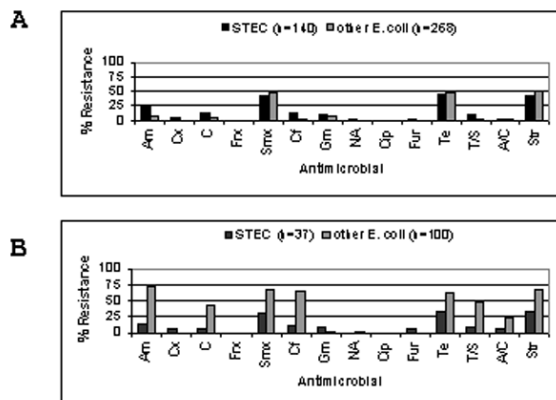 A
STEC (n=140) other E. coli (n=268)
100
75
50
25
0
% Resistance
Am Cx C Frx Smx Cf Gm NA Cip Fur Te T/S A/C Str
Antimicrobial
B
STEC (n=37) other E. coli (n=100)
100
75
50
25
0
% Resistance
Am Cx C Frx Smx Cf Gm NA Cip Fur Te T/S A/C Str
Antimicrobial